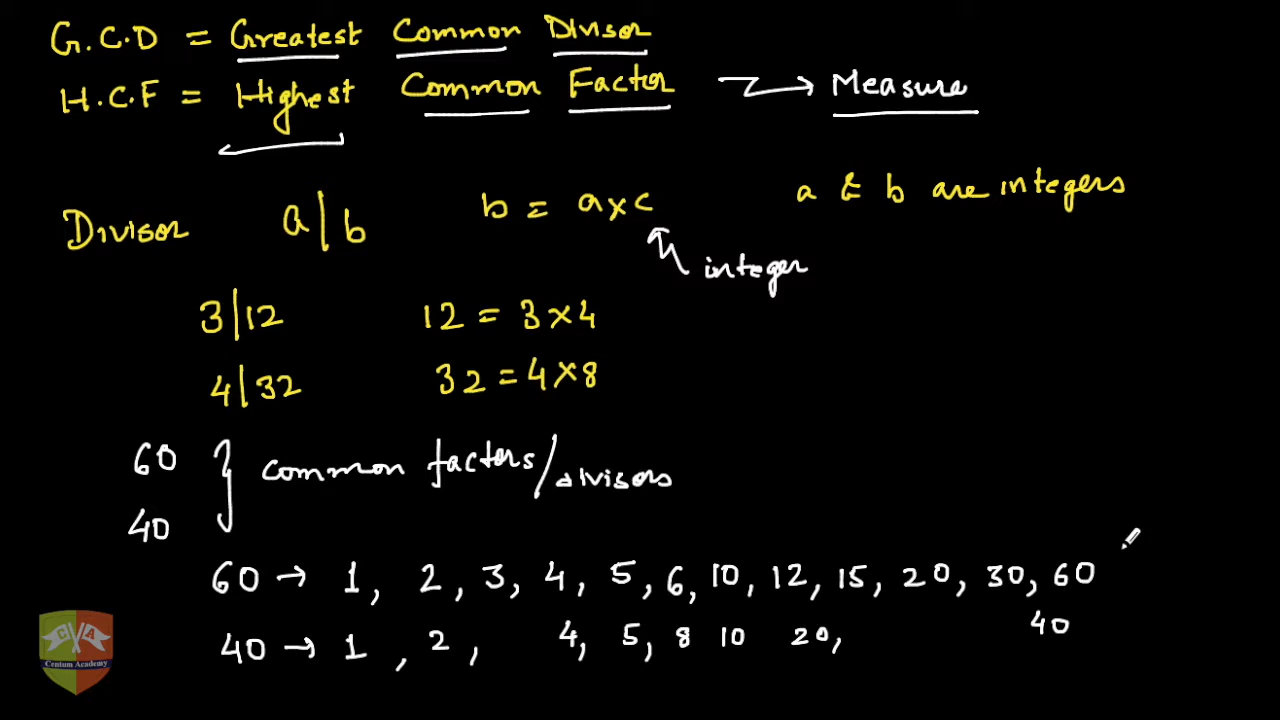 G.C.D = Greatest Common Divisor
H.C.F = Highest Common Factor → Measure
Divisor a|b b = a×c a & b are integers
integer
3|12 12 = 3×4
4|32 32 = 4×8
60
40 } common factors/divisors
60 → 1, 2, 3, 4, 5, 6, 10, 12, 15, 20, 30, 60
40 → 1, 2, 4, 5, 8 10 20, 40
C A
Centum Academy